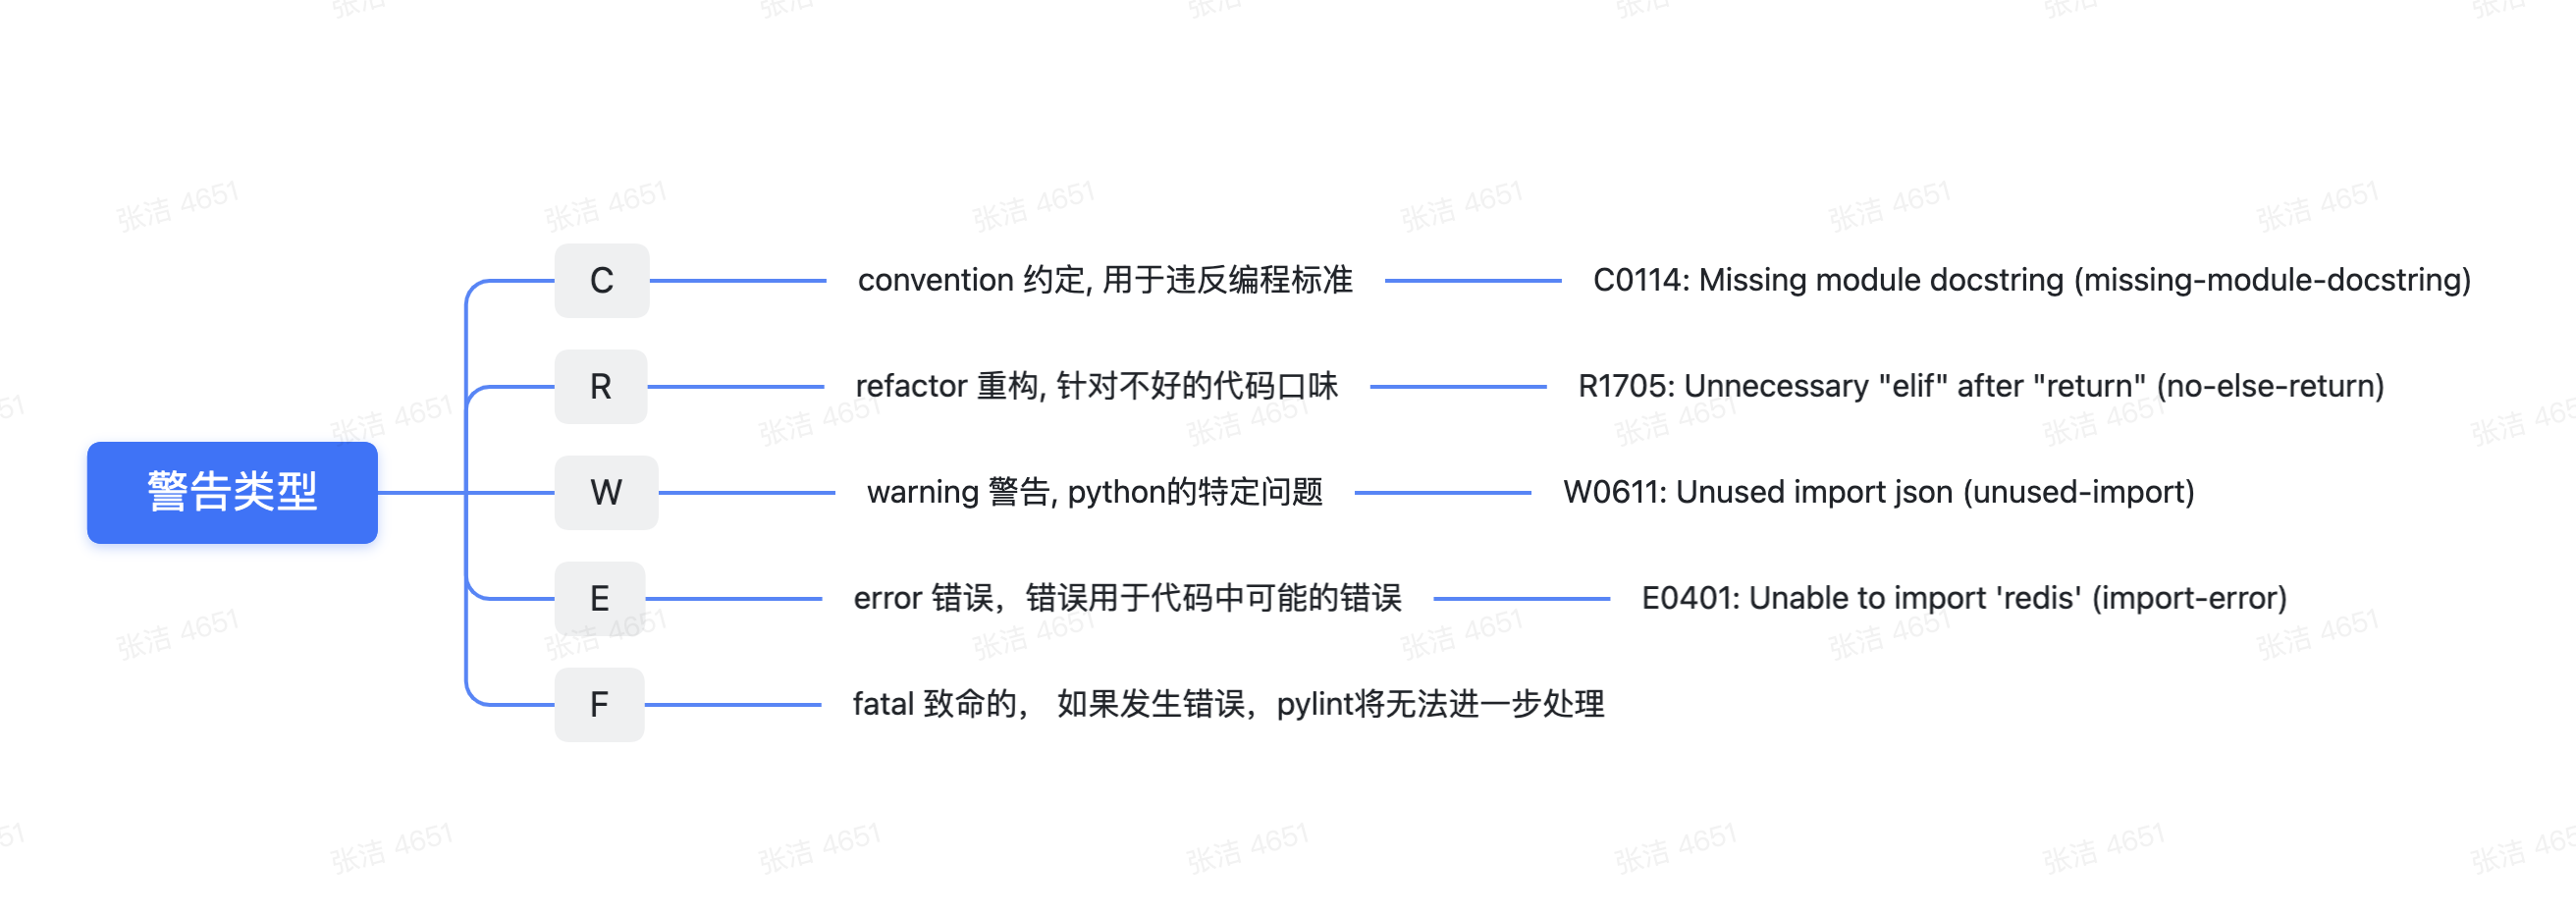 警告类型
C
convention 约定, 用于违反编程标准
C0114: Missing module docstring (missing-module-docstring)
R
refactor 重构, 针对不好的代码口味
R1705: Unnecessary "elif" after "return" (no-else-return)
W
warning 警告, python的特定问题
W0611: Unused import json (unused-import)
E
error 错误，错误用于代码中可能的错误
E0401: Unable to import 'redis' (import-error)
F
fatal 致命的， 如果发生错误，pylint将无法进一步处理
张洁 4651